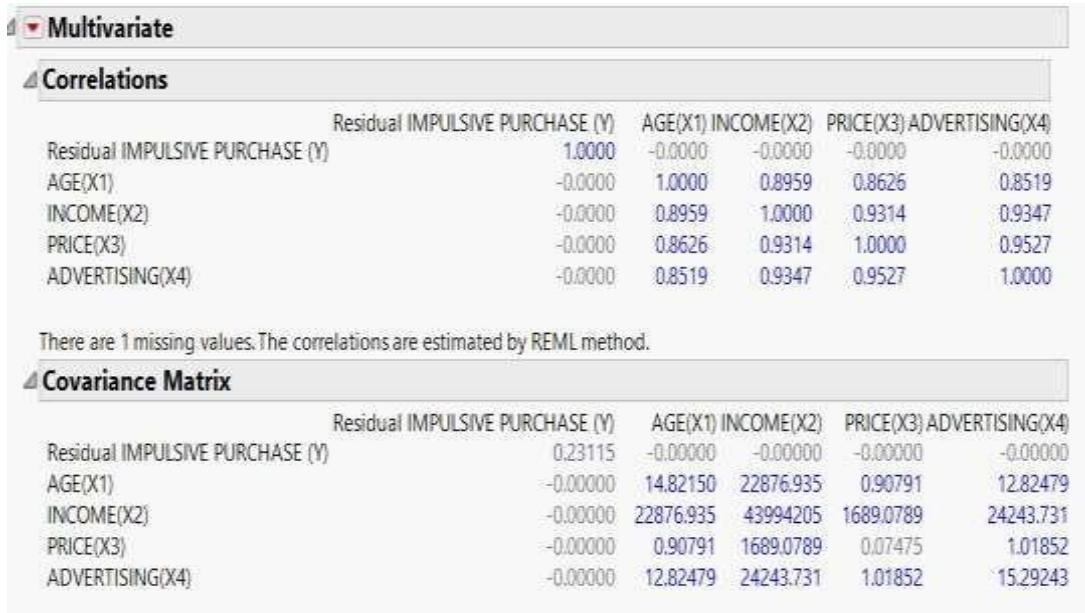 Multivariate
Correlations
Residual IMPULSIVE PURCHASE (Y) AGE(X1) INCOME(X2) PRICE(X3) ADVERTISING(X4)
Residual IMPULSIVE PURCHASE (Y) 1.0000 -0.0000 -0.0000 -0.0000 -0.0000
AGE(X1) -0.0000 1.0000 0.8959 0.8626 0.8519
INCOME(X2) -0.0000 0.8959 1.0000 0.9314 0.9347
PRICE(X3) -0.0000 0.8626 0.9314 1.0000 0.9527
ADVERTISING(X4) -0.0000 0.8519 0.9347 0.9527 1.0000
There are 1 missing values. The correlations are estimated by REML method.
Covariance Matrix
Residual IMPULSIVE PURCHASE (Y) AGE(X1) INCOME(X2) PRICE(X3) ADVERTISING(X4)
Residual IMPULSIVE PURCHASE (Y) 0.23115 -0.00000 -0.00000 -0.00000 -0.00000
AGE(X1) -0.00000 14.82150 22876.935 0.90791 12.82479
INCOME(X2) -0.00000 22876.935 43994205 1689.0789 24243.731
PRICE(X3) -0.00000 0.90791 1689.0789 0.07475 1.01852
ADVERTISING(X4) -0.00000 12.82479 24243.731 1.01852 15.29243